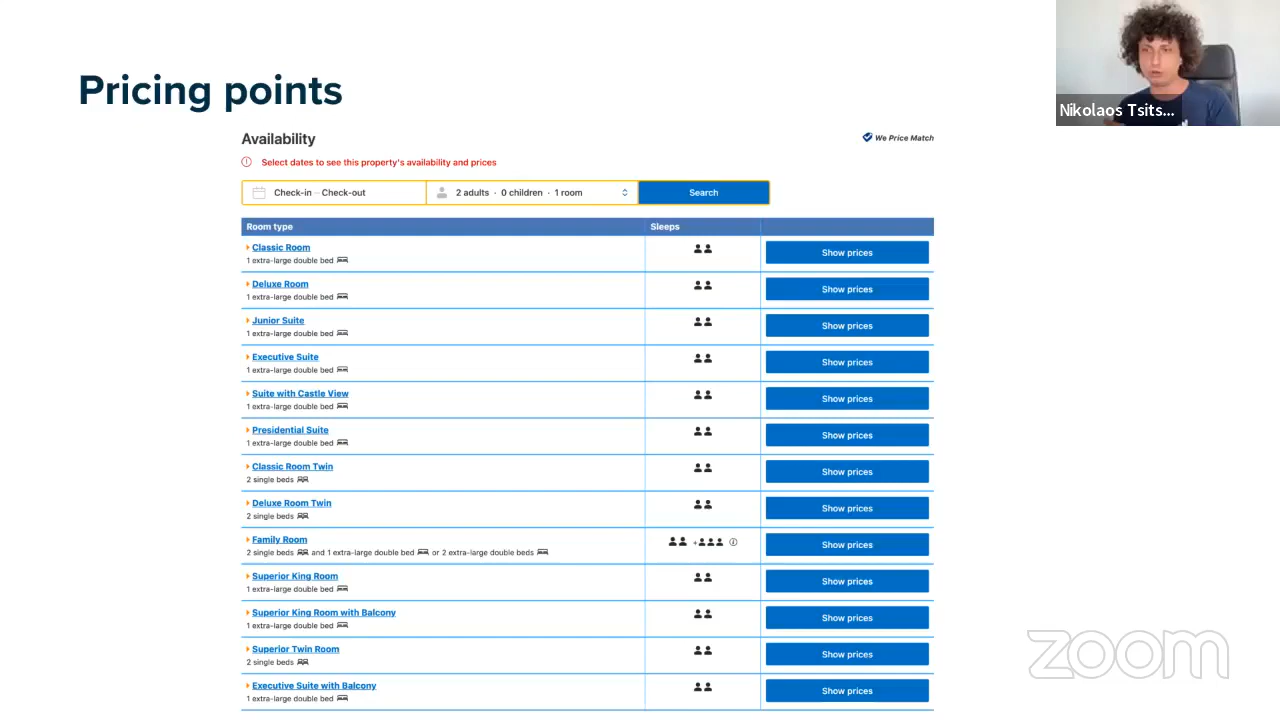 Pricing points
Nikolaos Tsits...
Availability
We Price Match
Select dates to see this property's availability and prices
Check-in – Check-out
2 adults · 0 children · 1 room
Search
Room type
Sleeps
Classic Room
1 extra-large double bed
Show prices
Deluxe Room
1 extra-large double bed
Show prices
Junior Suite
1 extra-large double bed
Show prices
Executive Suite
1 extra-large double bed
Show prices
Suite with Castle View
1 extra-large double bed
Show prices
Presidential Suite
1 extra-large double bed
Show prices
Classic Room Twin
2 single beds
Show prices
Deluxe Room Twin
2 single beds
Show prices
Family Room
2 single beds and 1 extra-large double bed or 2 extra-large double beds
+
Show prices
Superior King Room
1 extra-large double bed
Show prices
Superior King Room with Balcony
1 extra-large double bed
Show prices
Superior Twin Room
2 single beds
Show prices
Executive Suite with Balcony
1 extra-large double bed
Show prices
zoom